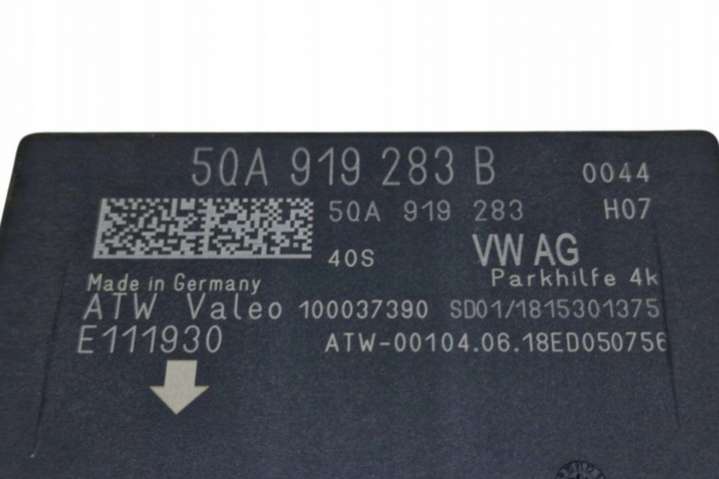 5QA 919 283 B 0044
5QA 919 283 H07
40S VW AG
Made in Germany Parkhilfe 4k
ATW Valeo 100037390 SD01/1815301375
E111930 ATW-00104.06.18ED050756